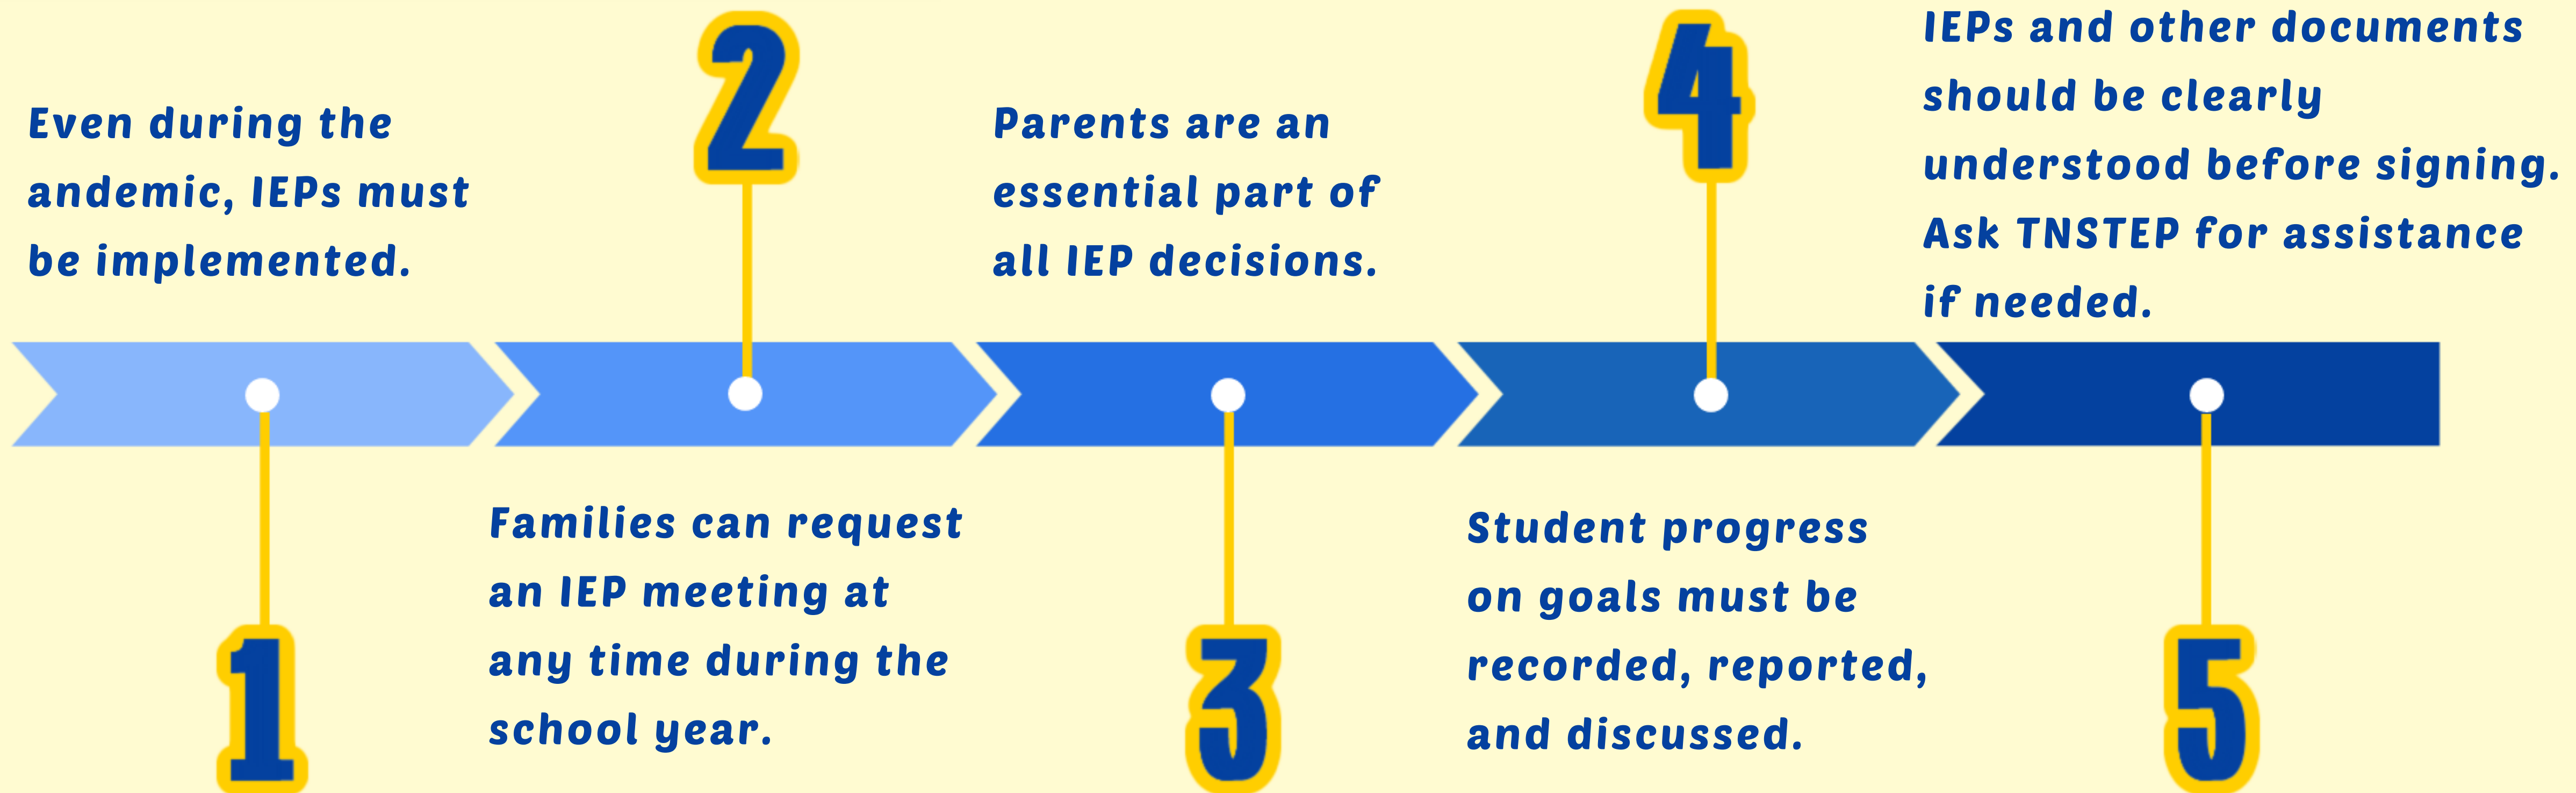 Even during the
andemic, IEPs must
be implemented.
1
2
Families can request
an IEP meeting at
any time during the
school year.
Parents are an
essential part of
all IEP decisions.
3
4
Student progress
on goals must be
recorded, reported,
and discussed.
IEPs and other documents
should be clearly
understood before signing.
Ask TNSTEP for assistance
if needed.
5